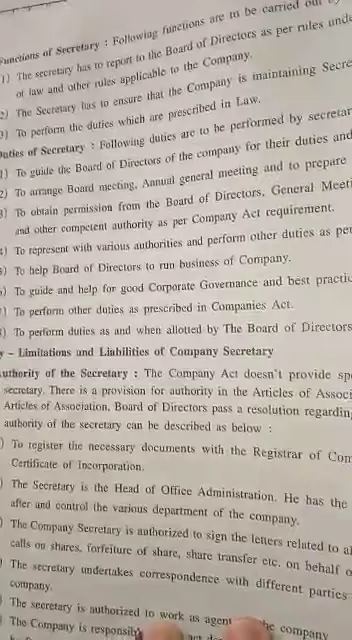 Functions of Secretary : Following functions are to be carried out by
1) The secretary has to report to the Board of Directors as per rules
of law and other rules applicable to the Company.
2) The Secretary has to ensure that the Company is maintaining
3) To perform the duties which are prescribed in Law.
Duties of Secretary : Following duties are to be performed by
1) To guide the Board of Directors of the company for their duties and
2) To arrange Board meeting, Annual general meeting and to prepare
3) To obtain permission from the Board of Directors, General
and other competent authority as per Company Act requirement.
4) To represent with various authorities and perform other duties as per
5) To help Board of Directors to run business of Company.
6) To guide and help for good Corporate Governance and best
7) To perform other duties as prescribed in Companies Act.
8) To perform duties as and when allotted by The Board of Directors
y – Limitations and Liabilities of Company Secretary
Authority of the Secretary : The Company Act doesn't provide
secretary. There is a provision for authority in the Articles of
Articles of Association, Board of Directors pass a resolution
authority of the secretary can be described as below :
) To register the necessary documents with the Registrar of
Certificate of Incorporation.
) The Secretary is the Head of Office Administration. He has the
after and control the various department of the company.
) The Company Secretary is authorized to sign the letters related to
calls on shares, forfeiture of share, share transfer etc. on behalf
) The secretary undertakes correspondence with different parties
company.
) The secretary is authorized to work as agent the company
) The Company is